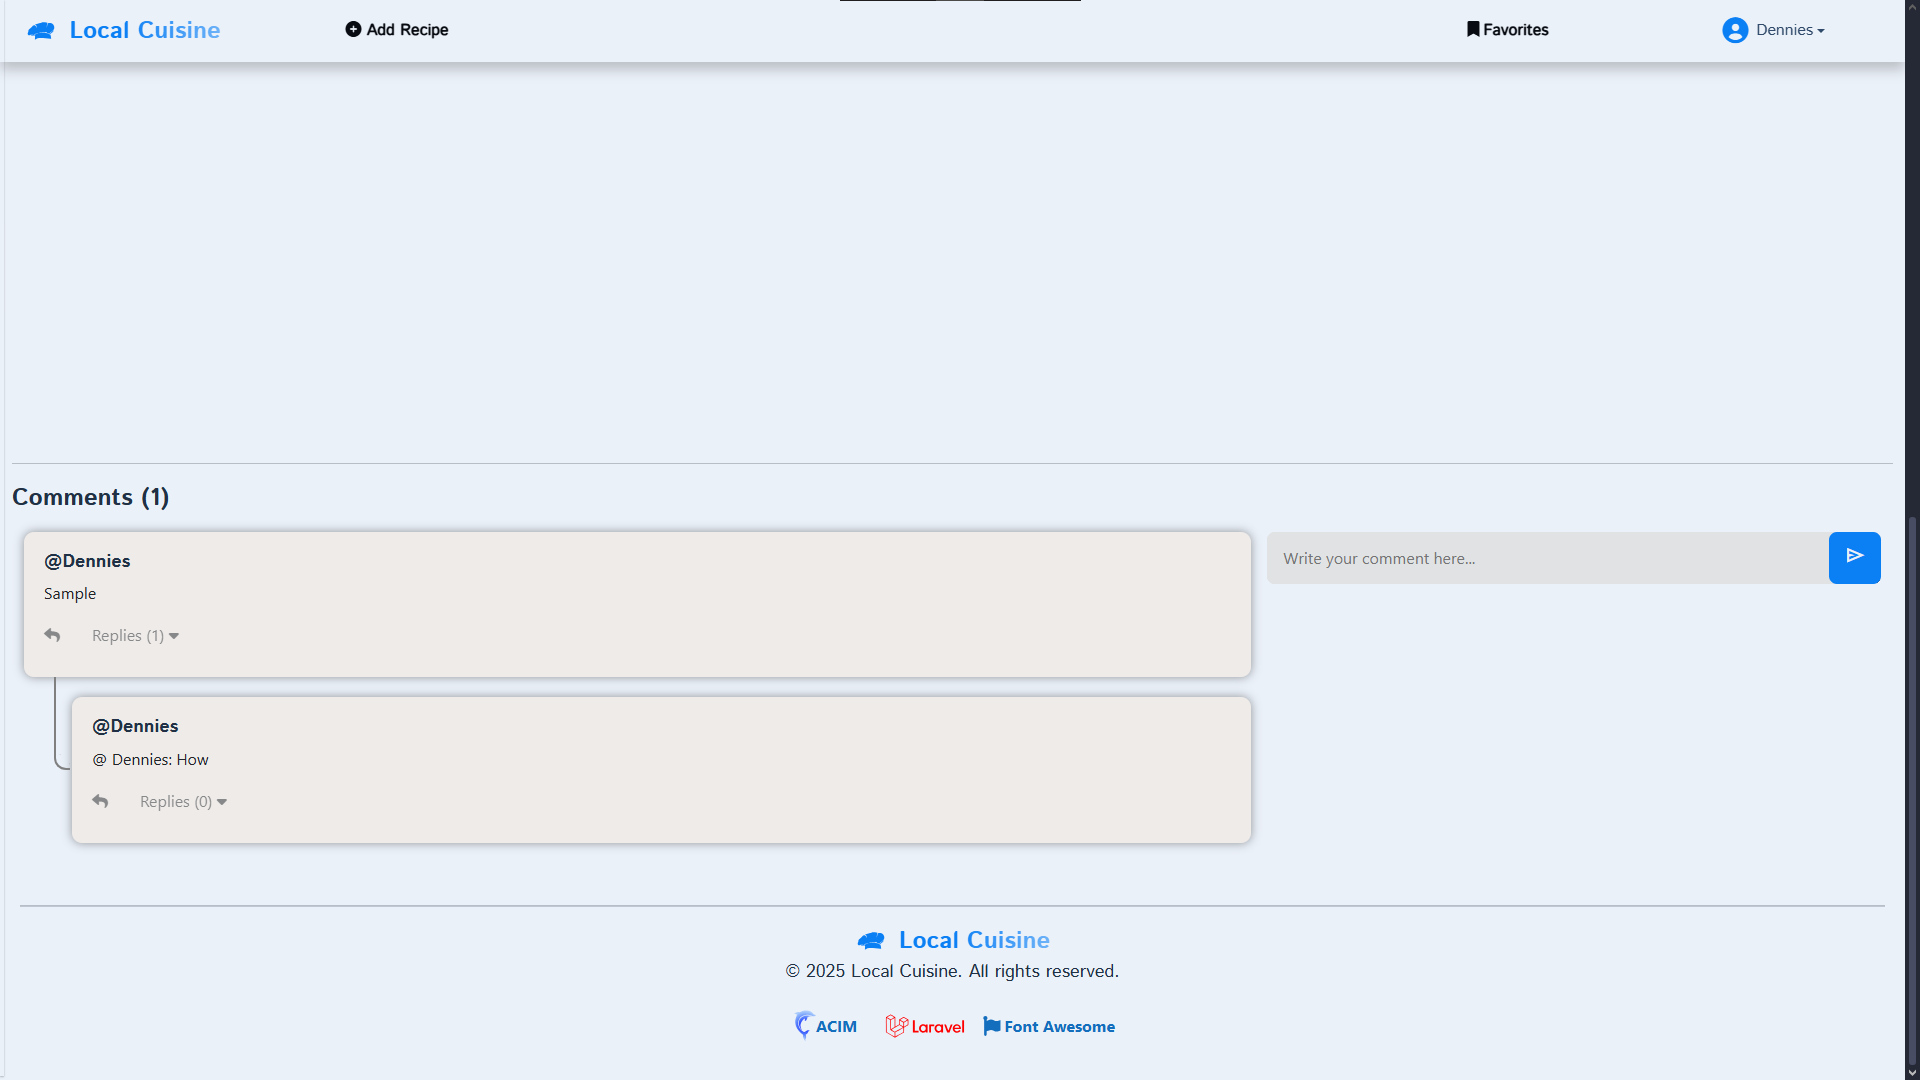 Local Cuisine
Add Recipe
Favorites
Dennies
Comments (1)
@Dennies
Sample
Replies (1)
Write your comment here...
@Dennies
@ Dennies: How
Replies (0)
Local Cuisine
© 2025 Local Cuisine. All rights reserved.
ACIM Laravel Font Awesome